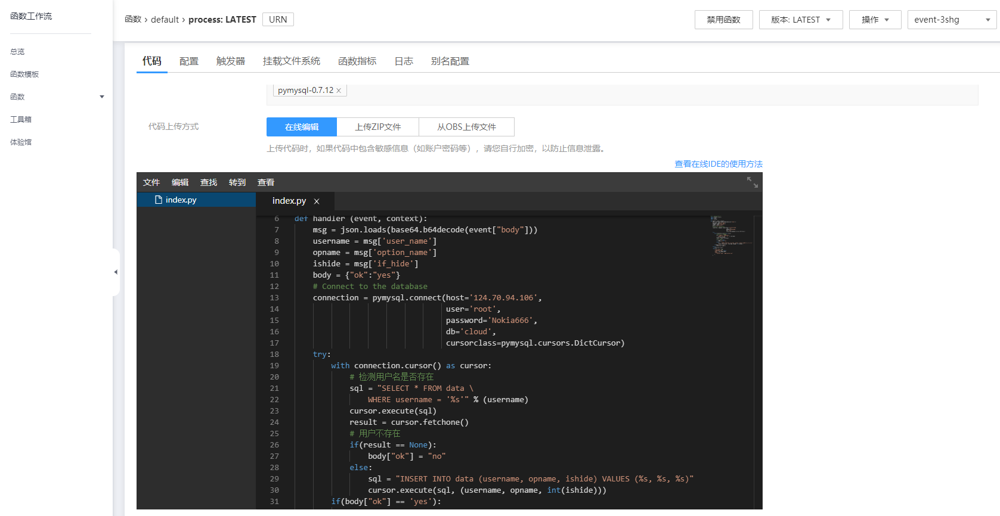 函数工作流
总览
函数模板
函数
工具箱
体验馆
函数 › default › process: LATEST URN
禁用函数 版本: LATEST 操作 event-3shg
代码 配置 触发器 挂载文件系统 函数指标 日志 别名配置
pymysql-0.7.12 ×
代码上传方式 在线编辑 上传ZIP文件 从OBS上传文件
上传代码时，如果代码中包含敏感信息（如账户密码等），请您自行加密，以防止信息泄露。
查看在线IDE的使用方法
文件 编辑 查找 转到 查看
index.py
index.py ×
6 def handler (event, context):
7 msg = json.loads(base64.b64decode(event["body"]))
8 username = msg['user_name']
9 opname = msg['option_name']
10 ishide = msg['if_hide']
11 body = {"ok":"yes"}
12 # Connect to the database
13 connection = pymysql.connect(host='124.70.94.106',
14 user='root',
15 password='Nokia666',
16 db='cloud',
17 cursorclass=pymysql.cursors.DictCursor)
18 try:
19 with connection.cursor() as cursor:
20 # 检测用户名是否存在
21 sql = "SELECT * FROM data \
22 WHERE username = '%s'" % (username)
23 cursor.execute(sql)
24 result = cursor.fetchone()
25 # 用户不存在
26 if(result == None):
27 body["ok"] = "no"
28 else:
29 sql = "INSERT INTO data (username, opname, ishide) VALUES (%s, %s, %s)"
30 cursor.execute(sql, (username, opname, int(ishide)))
31 if(body["ok"] == 'yes'):